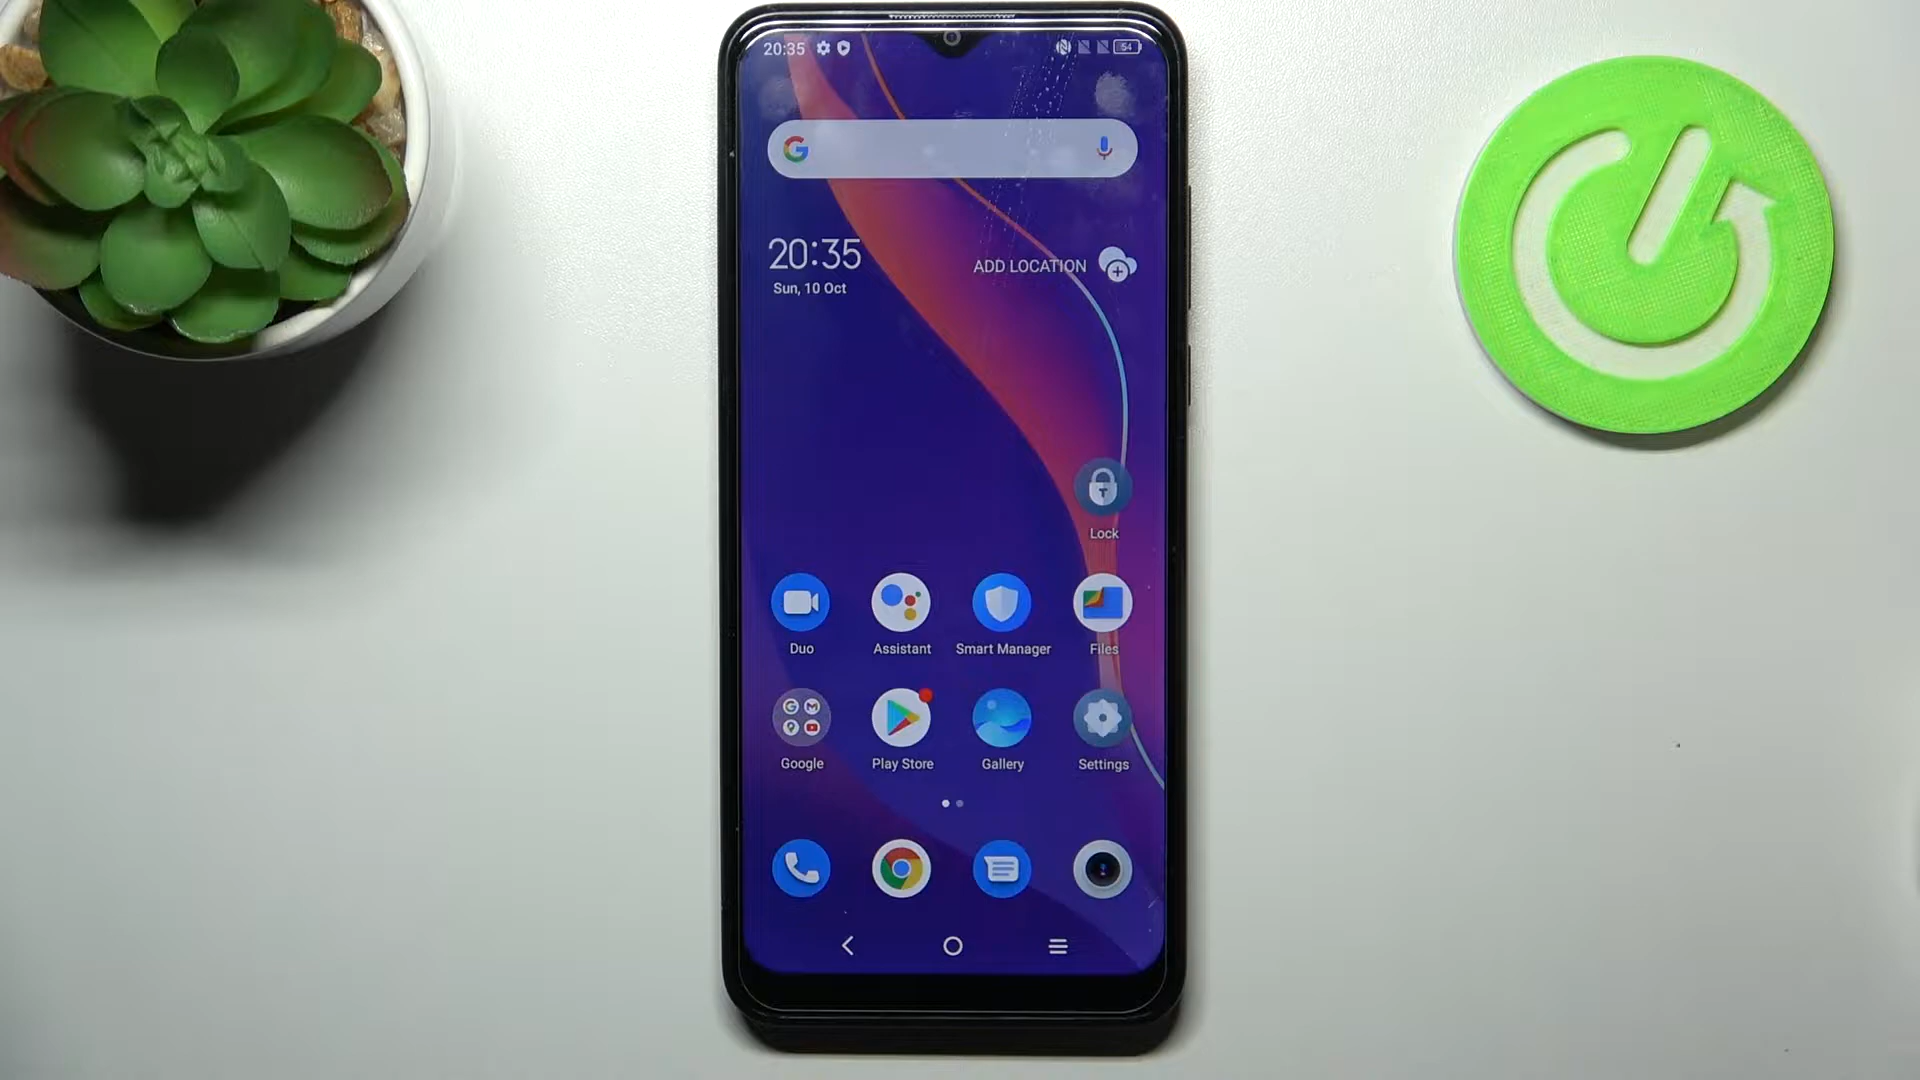 20:35
54
20:35
Sun, 10 Oct
ADD LOCATION
Lock
Duo
Assistant
Smart Manager
Files
Google
Play Store
Gallery
Settings